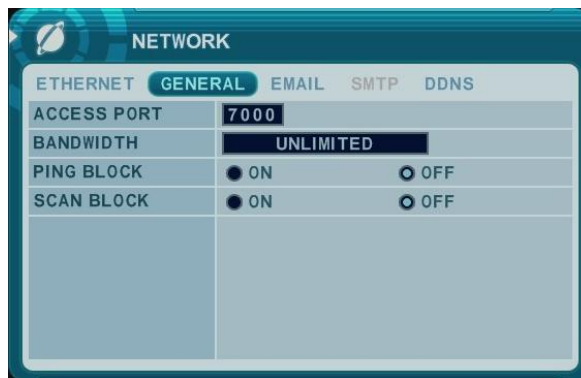 NETWORK
ETHERNET GENERAL EMAIL SMTP DDNS
ACCESS PORT 7000
BANDWIDTH UNLIMITED
PING BLOCK ON OFF
SCAN BLOCK ON OFF